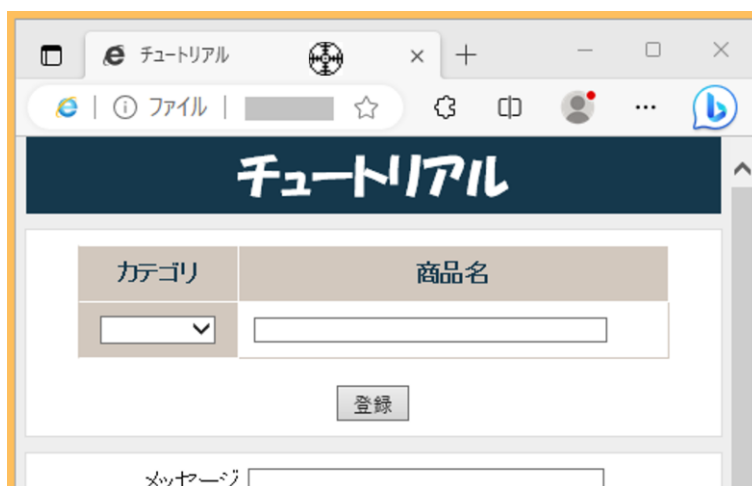 チュートリアル
ファイル
チュートリアル
カテゴリ 商品名
登録
メッセージ